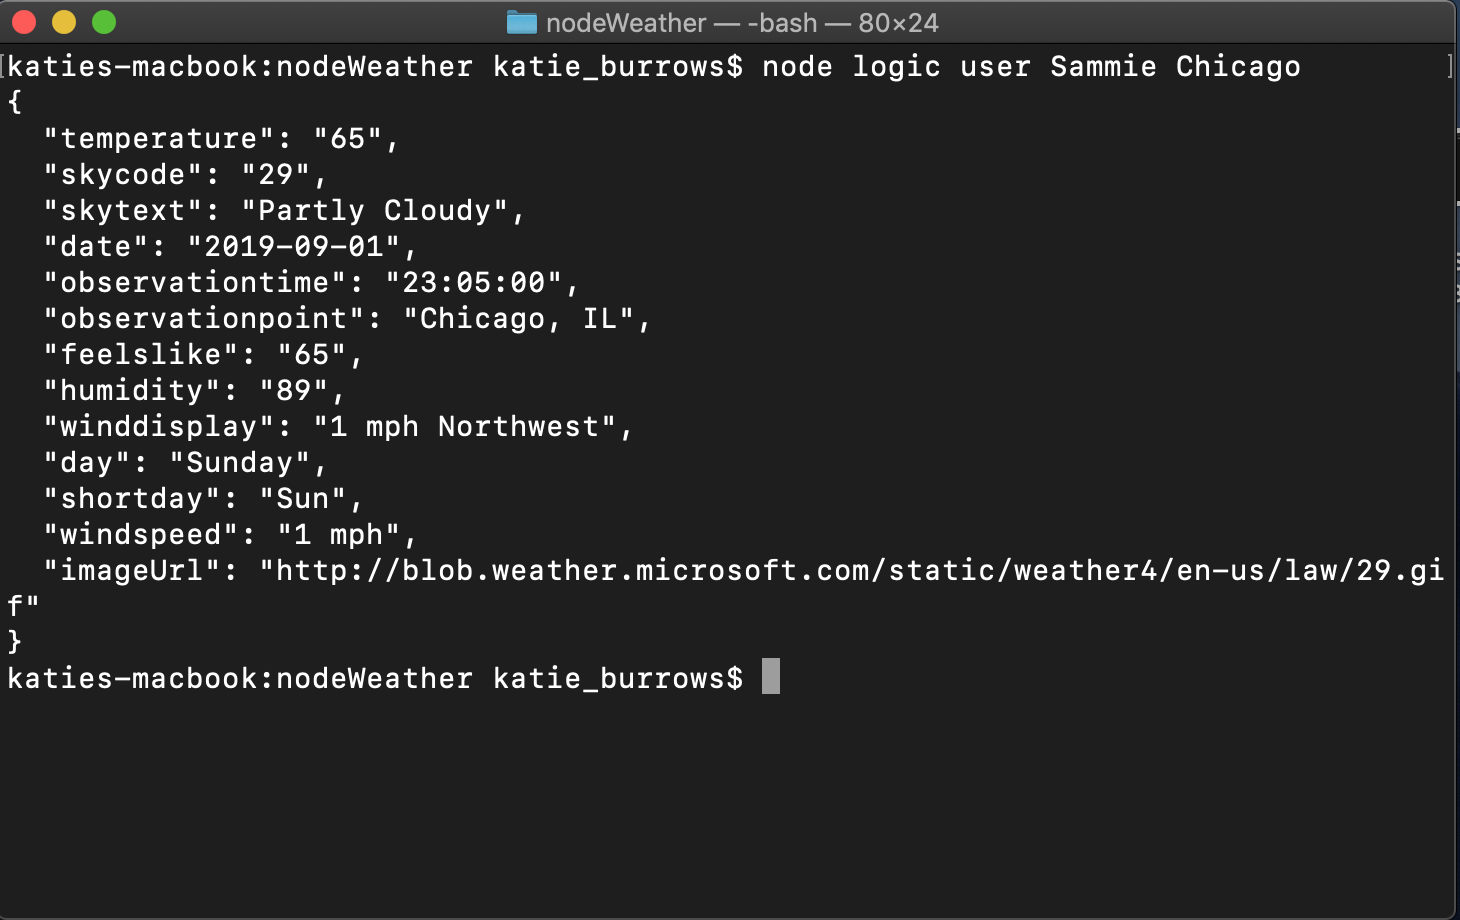 nodeWeather — -bash — 80×24
[katies-macbook:nodeWeather katie_burrows$ node logic user Sammie Chicago ]
{
  "temperature": "65",
  "skycode": "29",
  "skytext": "Partly Cloudy",
  "date": "2019-09-01",
  "observationtime": "23:05:00",
  "observationpoint": "Chicago, IL",
  "feelslike": "65",
  "humidity": "89",
  "winddisplay": "1 mph Northwest",
  "day": "Sunday",
  "shortday": "Sun",
  "windspeed": "1 mph",
  "imageUrl": "http://blob.weather.microsoft.com/static/weather4/en-us/law/29.gi
f"
}
katies-macbook:nodeWeather katie_burrows$